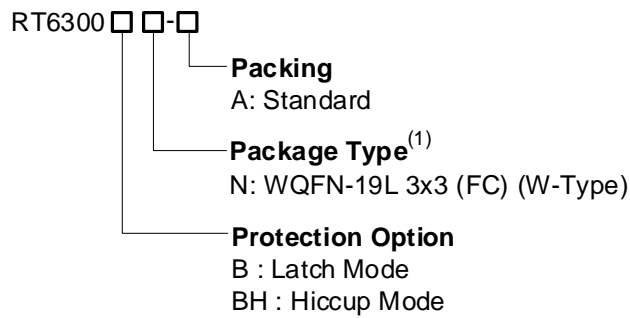 RT6300□ □-□
Packing
A: Standard
Package Type(1)
N: WQFN-19L 3x3 (FC) (W-Type)
Protection Option
B : Latch Mode
BH : Hiccup Mode